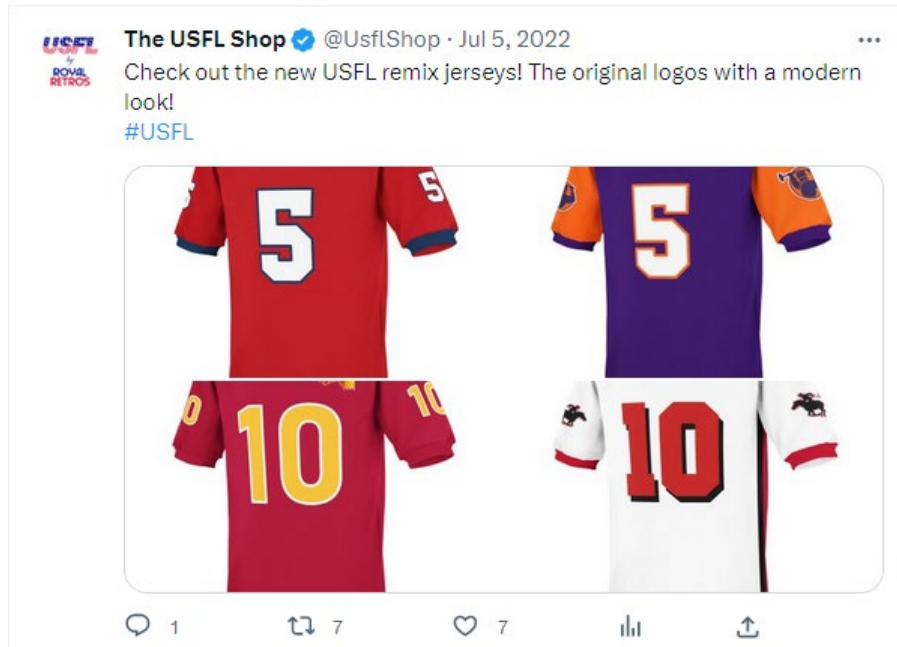 USFL
by
ROYAL
RETROS
The USFL Shop @UsflShop · Jul 5, 2022
Check out the new USFL remix jerseys! The original logos with a modern
look!
#USFL
5
5
5
10
10
10
1
7
7